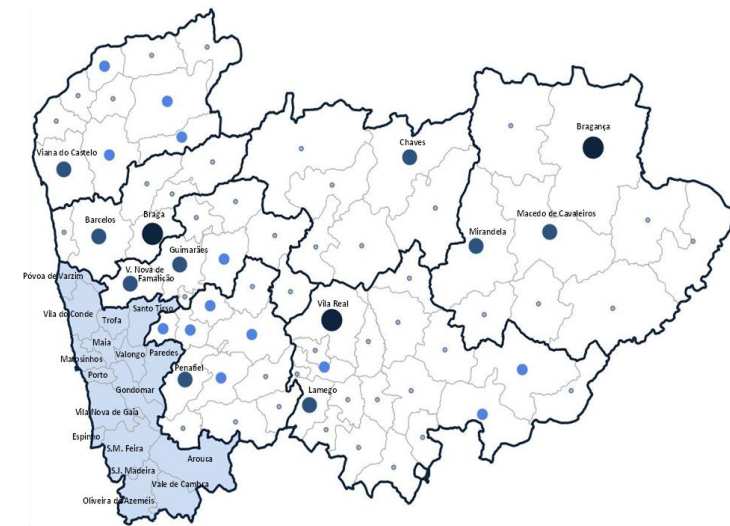 Bragança
Chaves
Viana do Castelo
Braga
Barcelos
Macedo de Cavaleiros
Mirandela
Guimarães
V. Nova de
Famalicão
Póvoa de Varzim
Vila Real
Santo Tirso
Vila do Conde
Trofa
Maia
Valongo
Paredes
Matosinhos
Penafiel
Porto
Gondomar
Lamego
Vila Nova de Gaia
Espinho
S.M. Feira
Arouca
S.J. Madeira
Vale de Cambra
Oliveira de Azeméis